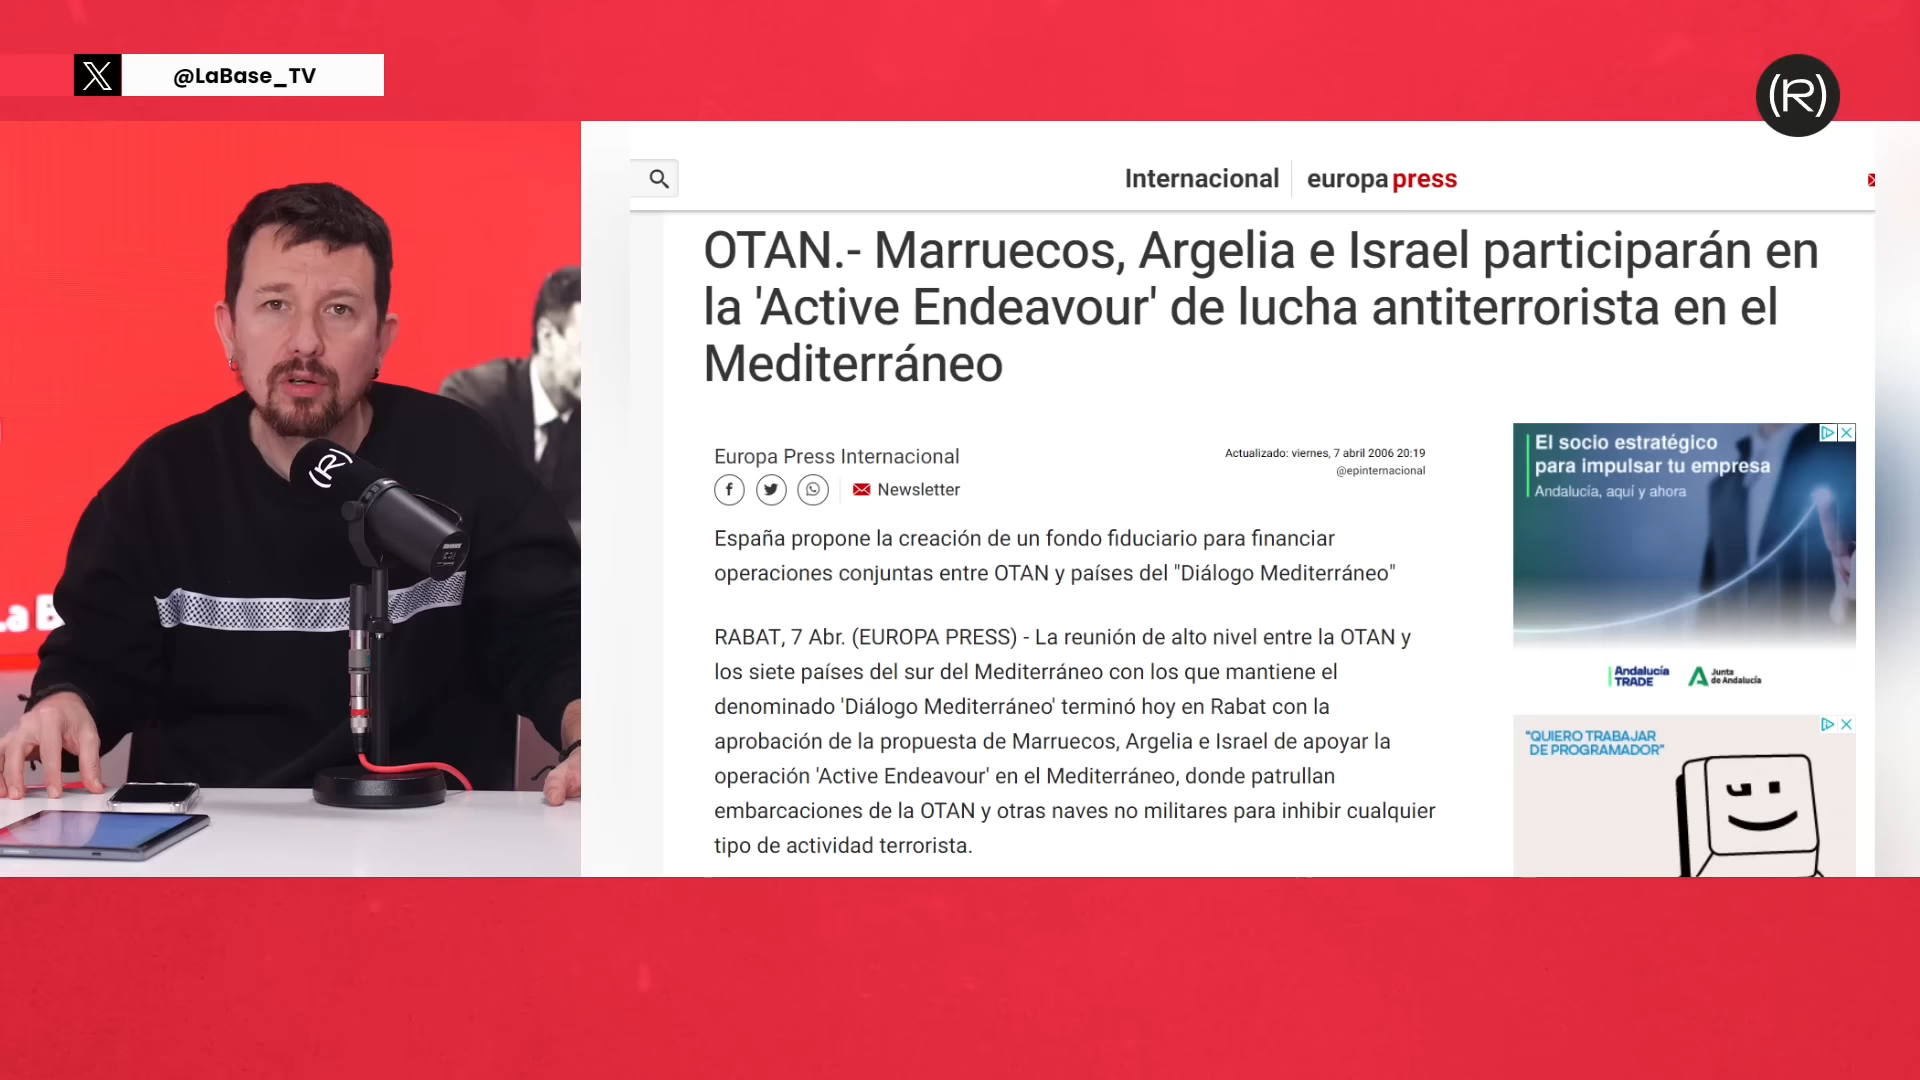 @LaBase_TV
(R)
Internacional
europapress
OTAN.- Marruecos, Argelia e Israel participarán en
la 'Active Endeavour' de lucha antiterrorista en el
Mediterráneo
Europa Press Internacional
Newsletter
Actualizado: viernes, 7 abril 2006 20:19
@epinternacional
España propone la creación de un fondo fiduciario para financiar
operaciones conjuntas entre OTAN y países del "Diálogo Mediterráneo"
RABAT, 7 Abr. (EUROPA PRESS) - La reunión de alto nivel entre la OTAN y
los siete países del sur del Mediterráneo con los que mantiene el
denominado 'Diálogo Mediterráneo' terminó hoy en Rabat con la
aprobación de la propuesta de Marruecos, Argelia e Israel de apoyar la
operación 'Active Endeavour' en el Mediterráneo, donde patrullan
embarcaciones de la OTAN y otras naves no militares para inhibir cualquier
tipo de actividad terrorista.
El socio estratégico
para impulsar tu empresa
Andalucía, aquí y ahora
Andalucía
TRADE
Junta
de Andalucía
"QUIERO TRABAJAR
DE PROGRAMADOR"
(R)
La B